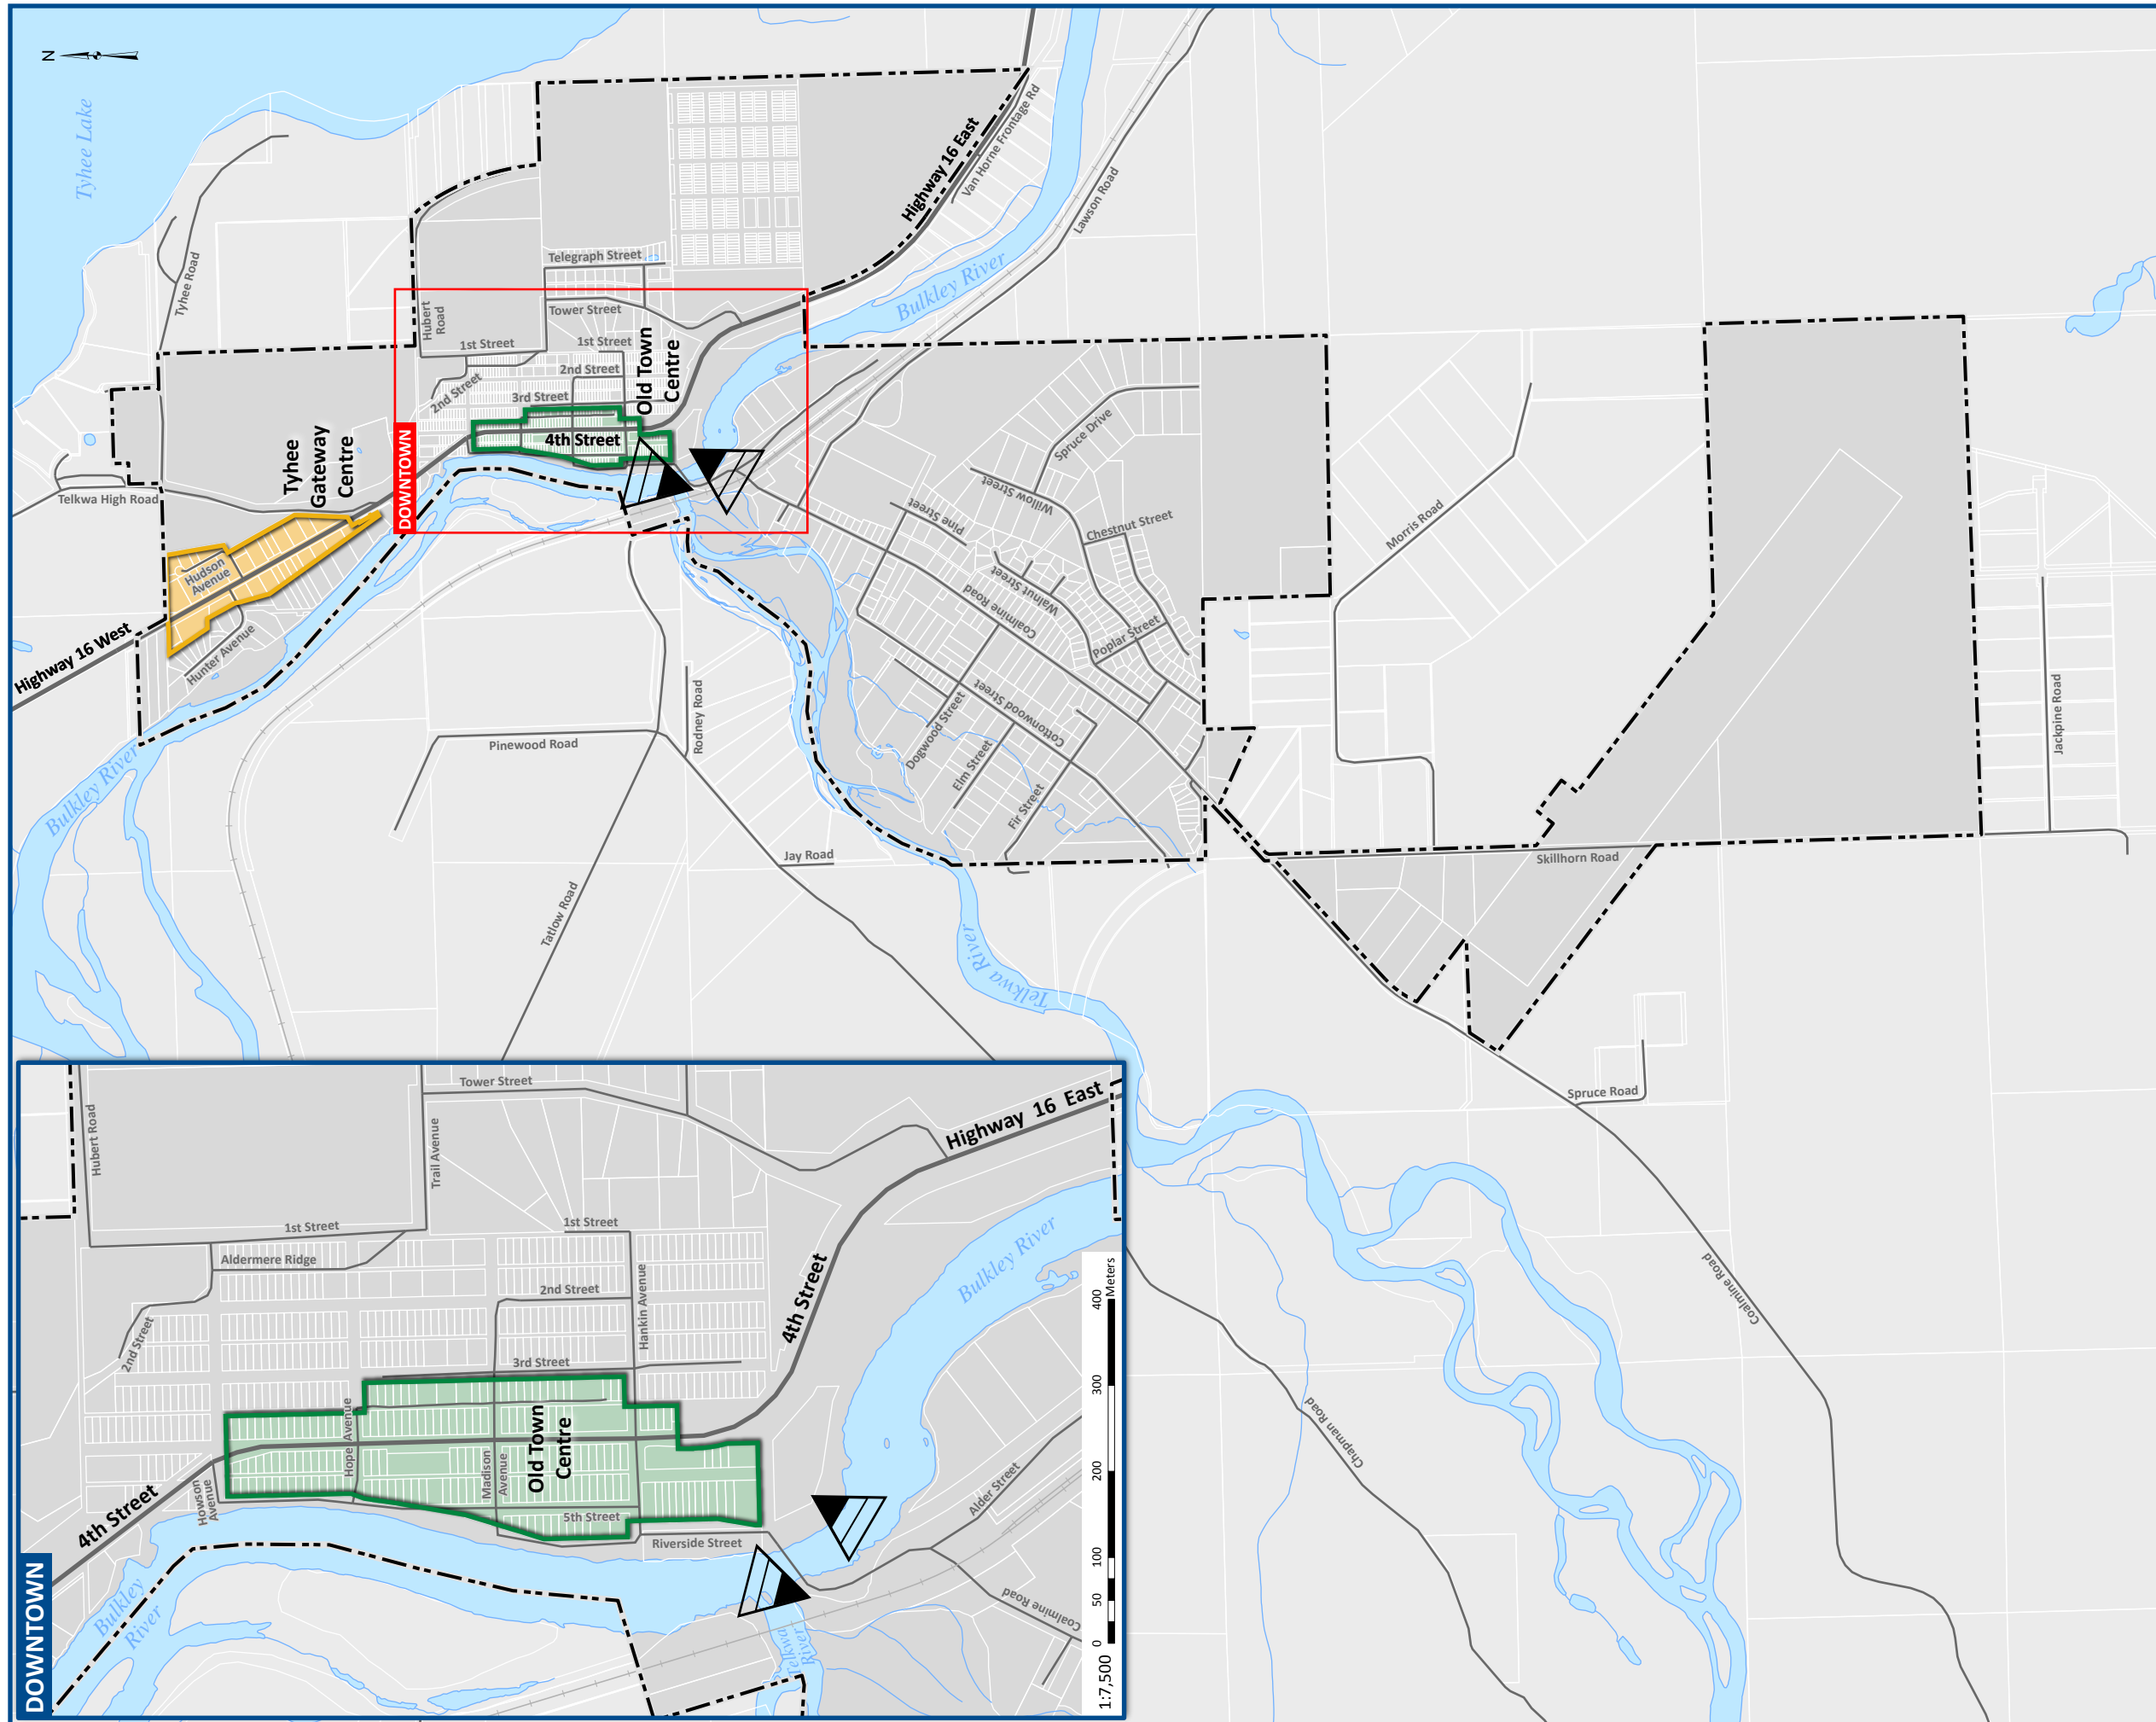 N
Tyhee Lake
Tyhee Road
Telkwa High Road
Tyhee
Gateway
Centre
Hudson
Avenue
Highway 16 West
Hunter Avenue
Bulkley River
DOWNTOWN
Hubert
Road
1st Street
2nd Street
3rd Street
4th Street
1st Street
2nd Street
Old Town
Centre
Telegraph Street
Tower Street
Highway 16 East
Van Horne Frontage Rd
Bulkley River
Lawson Road
Spruce Drive
Willow Street
Pine Street
Chestnut Street
Walnut Street
Coalmine Road
Poplar Street
Cottonwood Street
Dogwood Street
Elm Street
Fir Street
Pinewood Road
Rodney Road
Jay Road
Tatlow Road
Telkwa River
Morris Road
Skillhorn Road
Jackpine Road
Spruce Road
Coalmine Road
Chapman Road
DOWNTOWN
Hubert Road
Tower Street
Trail Avenue
1st Street
1st Street
Aldermere Ridge
2nd Street
2nd Street
Hankin Avenue
3rd Street
4th Street
Highway 16 East
Bulkley River
Hope Avenue
Madison
Avenue
Old Town
Centre
5th Street
Howson
Avenue
4th Street
Riverside Street
Alder Street
Coalmine Road
Bulkley
River
Telkwa
River
1:7,500
0 50 100 200 300 400
Meters